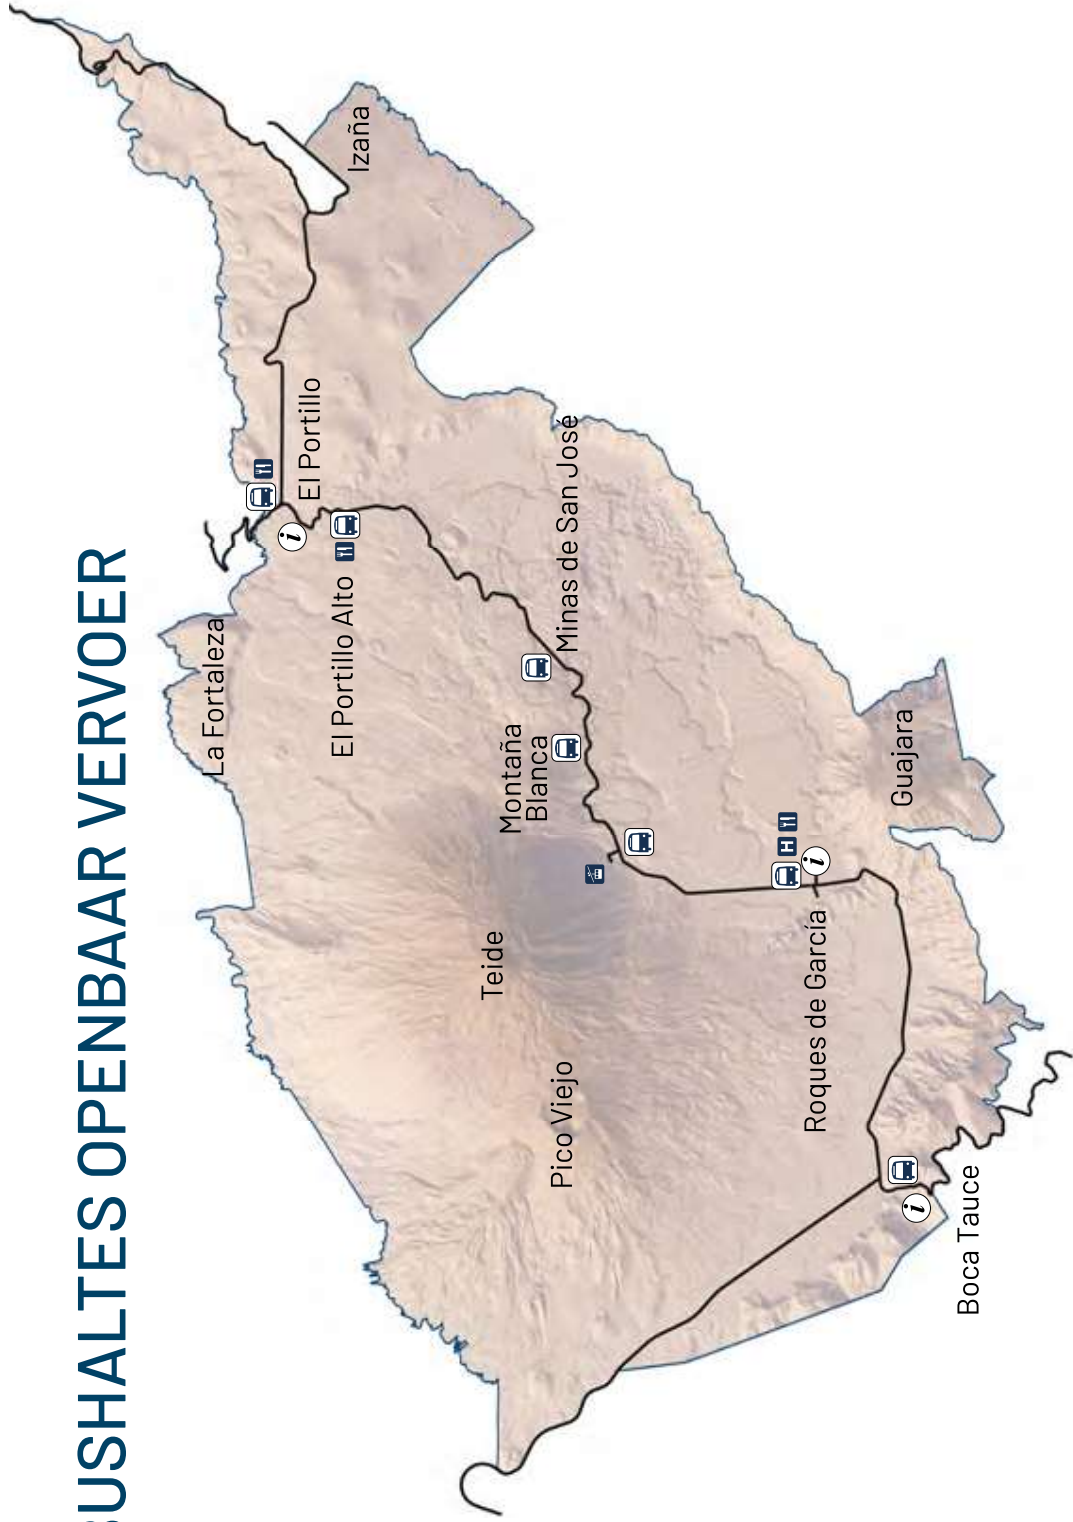 BUSHALTES OPENBAAR VERVOER
La Fortaleza
El Portillo
El Portillo Alto
Izaña
Minas de San José
Montaña
Blanca
Teide
Pico Viejo
Guajara
Roques de García
Boca Tauce
i
i
i
H